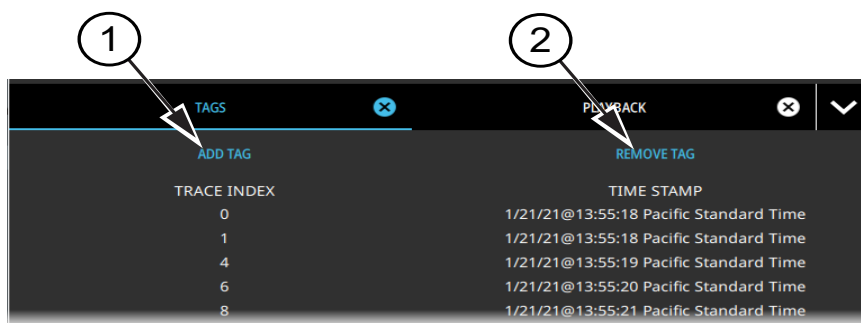 1 2
TAGS PLAYBACK
ADD TAG REMOVE TAG
TRACE INDEX TIME STAMP
0 1/21/21@13:55:18 Pacific Standard Time
1 1/21/21@13:55:18 Pacific Standard Time
4 1/21/21@13:55:19 Pacific Standard Time
6 1/21/21@13:55:20 Pacific Standard Time
8 1/21/21@13:55:21 Pacific Standard Time